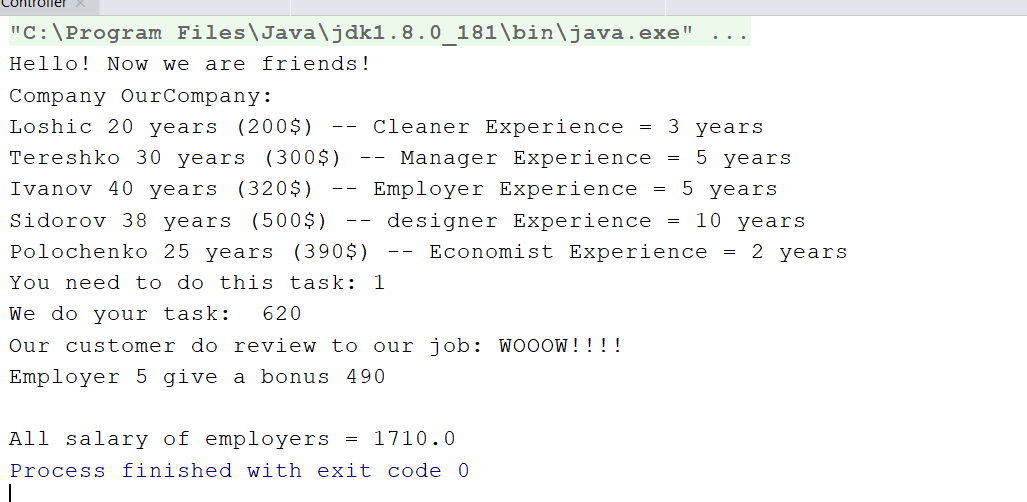 Controller ×
"C:\Program Files\Java\jdk1.8.0_181\bin\java.exe" ...
Hello! Now we are friends!
Company OurCompany:
Loshic 20 years (200$) -- Cleaner Experience = 3 years
Tereshko 30 years (300$) -- Manager Experience = 5 years
Ivanov 40 years (320$) -- Employer Experience = 5 years
Sidorov 38 years (500$) -- designer Experience = 10 years
Polochenko 25 years (390$) -- Economist Experience = 2 years
You need to do this task: 1
We do your task:  620
Our customer do review to our job: WOOOW!!!!
Employer 5 give a bonus 490
All salary of employers = 1710.0
Process finished with exit code 0